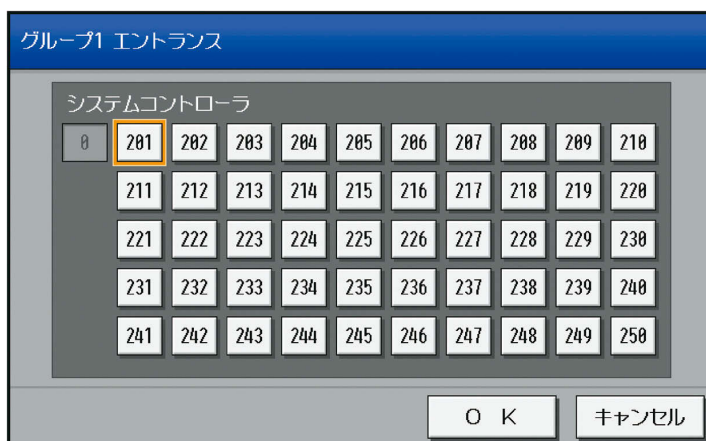 グループ1 エントランス
システムコントローラ
0 201 202 203 204 205 206 207 208 209 210
211 212 213 214 215 216 217 218 219 220
221 222 223 224 225 226 227 228 229 230
231 232 233 234 235 236 237 238 239 240
241 242 243 244 245 246 247 248 249 250
O K キャンセル